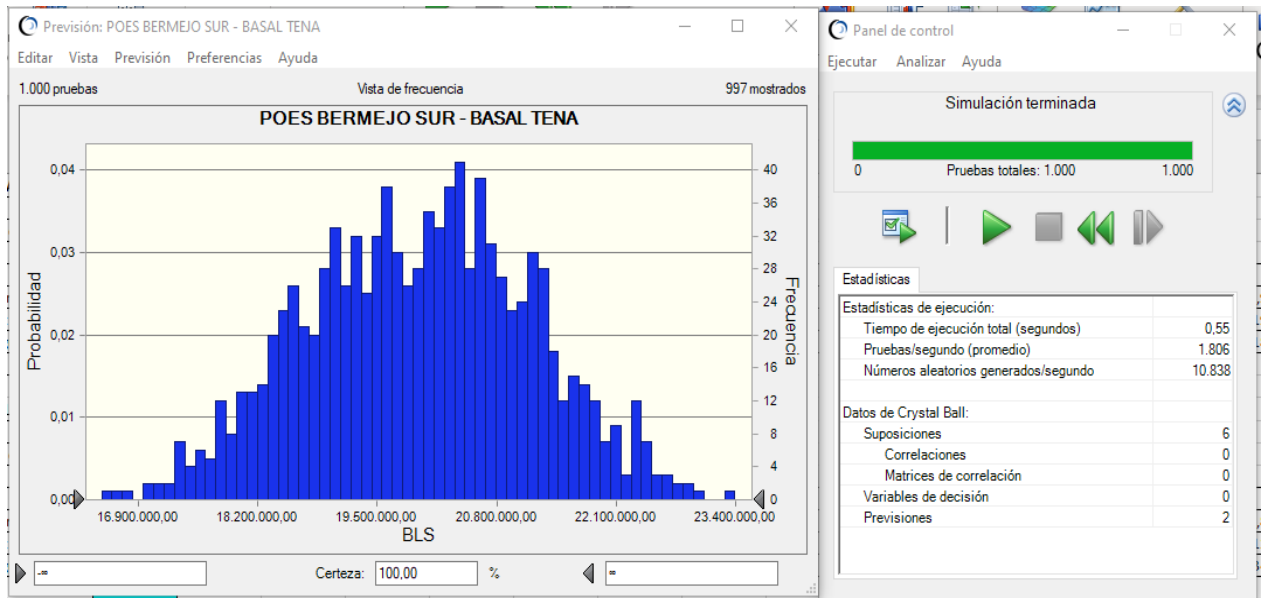 Previsión: POES BERMEJO SUR - BASAL TENA
Editar Vista Previsión Preferencias Ayuda
1.000 pruebas Vista de frecuencia 997 mostrados
POES BERMEJO SUR - BASAL TENA
0,04
0,03
0,02
0,01
0,00
Probabilidad
40
36
32
28
24
20
16
12
8
4
0
Frecuencia
16.900.000,00 18.200.000,00 19.500.000,00 20.800.000,00 22.100.000,00 23.400.000,00
BLS
-∞ Certeza: 100,00 % ∞
Panel de control
Ejecutar Analizar Ayuda
Simulación terminada
0 Pruebas totales: 1.000 1.000
Estadísticas
Estadísticas de ejecución:
Tiempo de ejecución total (segundos) 0,55
Pruebas/segundo (promedio) 1.806
Números aleatorios generados/segundo 10.838
Datos de Crystal Ball:
Suposiciones 6
Correlaciones 0
Matrices de correlación 0
Variables de decisión 0
Previsiones 2